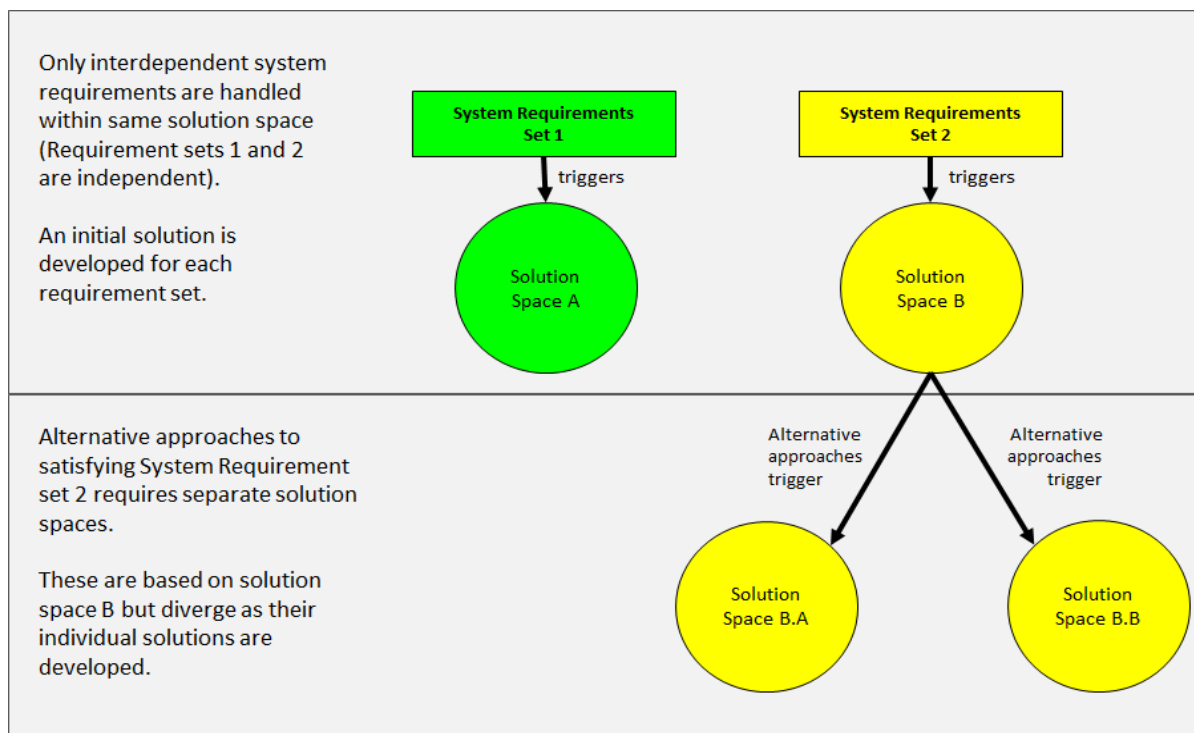 Only interdependent system
requirements are handled
within same solution space
(Requirement sets 1 and 2
are independent).
An initial solution is
developed for each
requirement set.
System Requirements
Set 1
triggers
Solution
Space A
System Requirements
Set 2
triggers
Solution
Space B
Alternative approaches to
satisfying System Requirement
set 2 requires separate solution
spaces.
These are based on solution
space B but diverge as their
individual solutions are
developed.
Alternative
approaches
trigger
Alternative
approaches
trigger
Solution
Space B.A
Solution
Space B.B